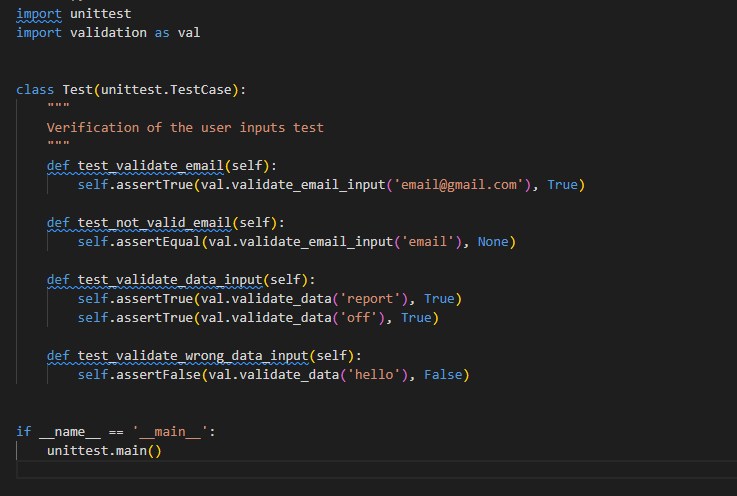 import unittest
import validation as val
class Test(unittest.TestCase):
"""
Verification of the user inputs test
"""
def test_validate_email(self):
self.assertTrue(val.validate_email_input('email@gmail.com'), True)
def test_not_valid_email(self):
self.assertEqual(val.validate_email_input('email'), None)
def test_validate_data_input(self):
self.assertTrue(val.validate_data('report'), True)
self.assertTrue(val.validate_data('off'), True)
def test_validate_wrong_data_input(self):
self.assertFalse(val.validate_data('hello'), False)
if __name__ == '__main__':
unittest.main()